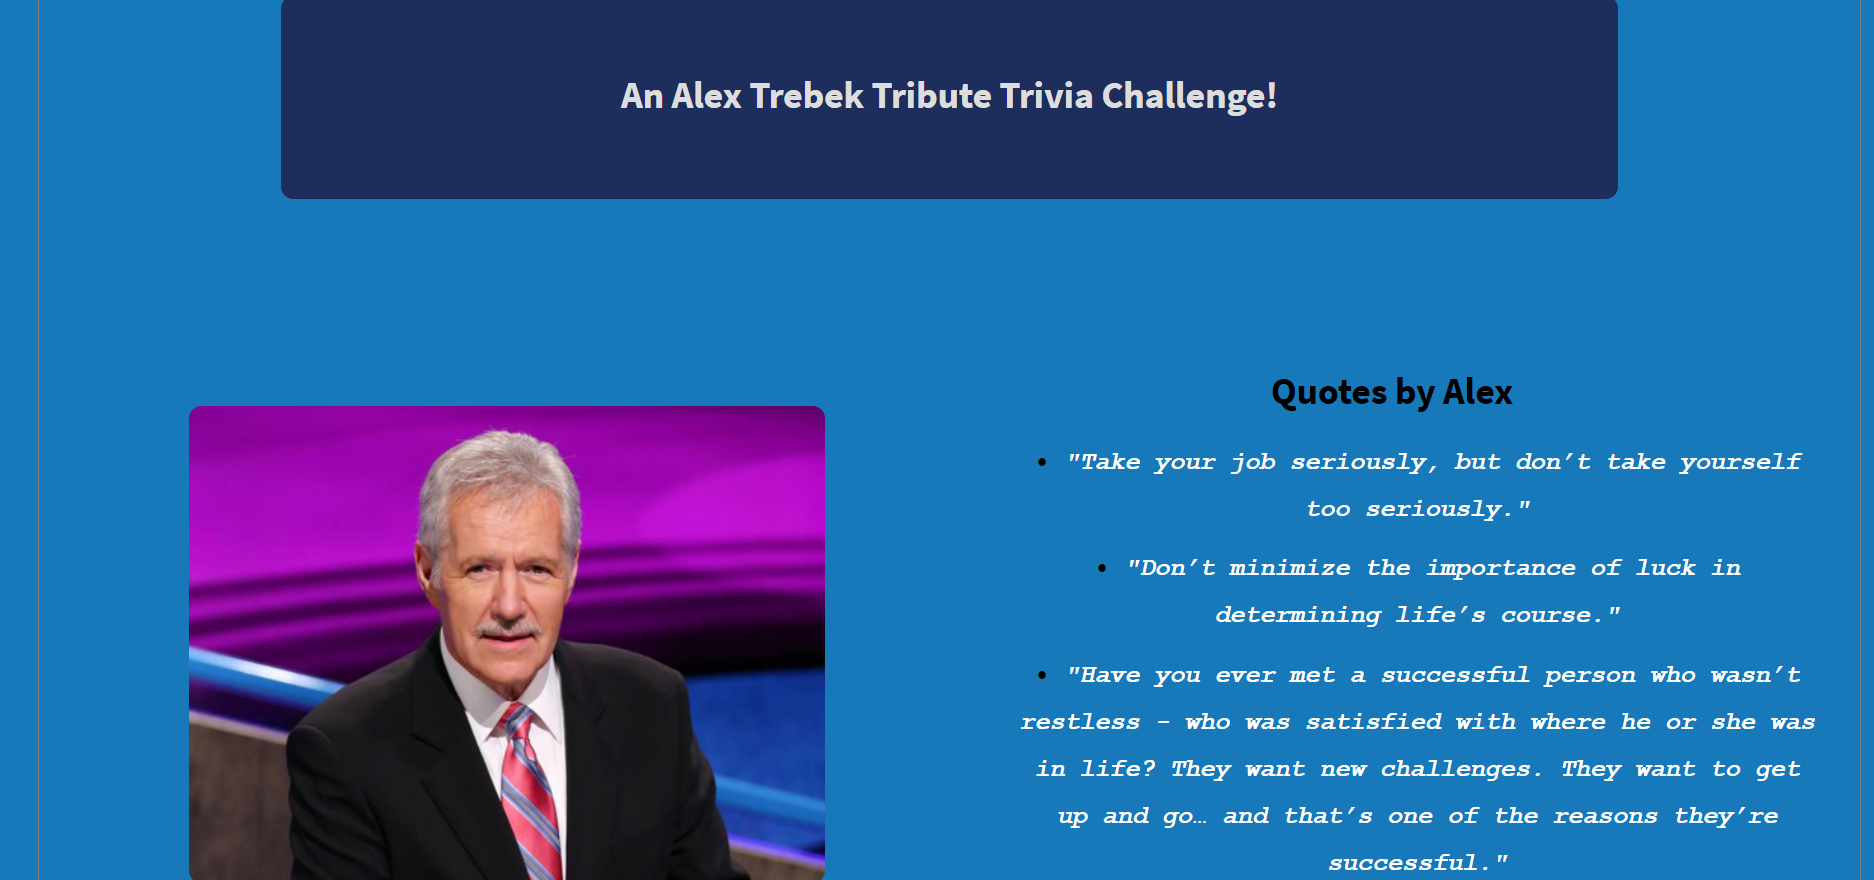 An Alex Trebek Tribute Trivia Challenge!
Quotes by Alex
• "Take your job seriously, but don’t take yourself
too seriously."
• "Don’t minimize the importance of luck in
determining life’s course."
• "Have you ever met a successful person who wasn’t
restless – who was satisfied with where he or she was
in life? They want new challenges. They want to get
up and go… and that’s one of the reasons they’re
successful."